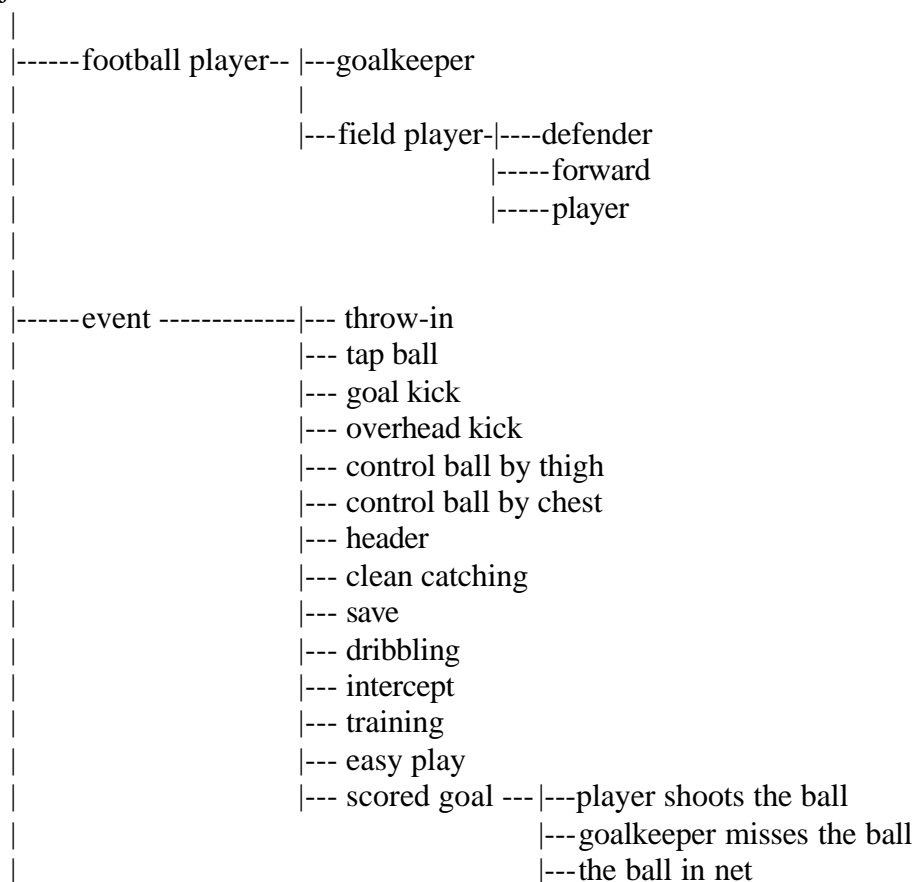 |
|------football player-- |---goalkeeper
| |
| |---field player-|----defender
| |-----forward
| |-----player
|
|
|------event -------------|--- throw-in
| |--- tap ball
| |--- goal kick
| |--- overhead kick
| |--- control ball by thigh
| |--- control ball by chest
| |--- header
| |--- clean catching
| |--- save
| |--- dribbling
| |--- intercept
| |--- training
| |--- easy play
| |--- scored goal ---|---player shoots the ball
| |---goalkeeper misses the ball
| |---the ball in net